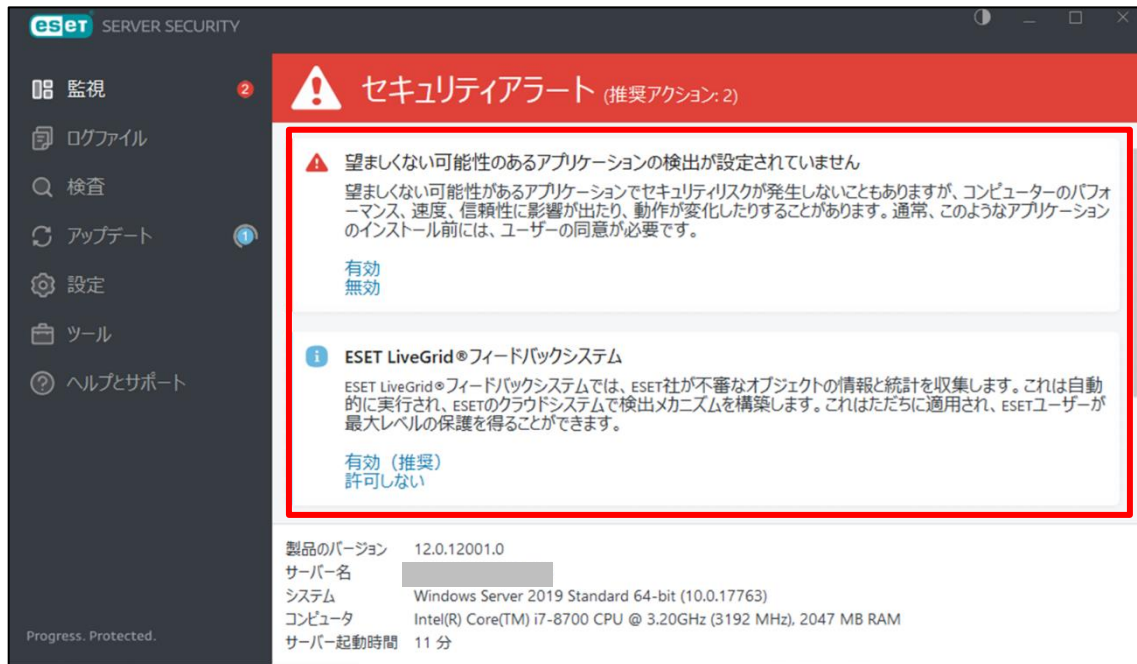 eset SERVER SECURITY
監視 2
ログファイル
検査
アップデート 1
設定
ツール
ヘルプとサポート
Progress. Protected.
セキュリティアラート (推奨アクション: 2)
望ましくない可能性のあるアプリケーションの検出が設定されていません
望ましくない可能性があるアプリケーションでセキュリティリスクが発生しないこともありますが、コンピューターのパフォ
ーマンス、速度、信頼性に影響が出たり、動作が変化したりすることがあります。通常、このようなアプリケーション
のインストール前には、ユーザーの同意が必要です。
有効
無効
ESET LiveGrid®フィードバックシステム
ESET LiveGrid®フィードバックシステムでは、ESET社が不審なオブジェクトの情報と統計を収集します。これは自動
的に実行され、ESETのクラウドシステムで検出メカニズムを構築します。これはただちに適用され、ESETユーザーが
最大レベルの保護を得ることができます。
有効（推奨）
許可しない
製品のバージョン 12.0.12001.0
サーバー名
システム Windows Server 2019 Standard 64-bit (10.0.17763)
コンピュータ Intel(R) Core(TM) i7-8700 CPU @ 3.20GHz (3192 MHz), 2047 MB RAM
サーバー起動時間 11 分